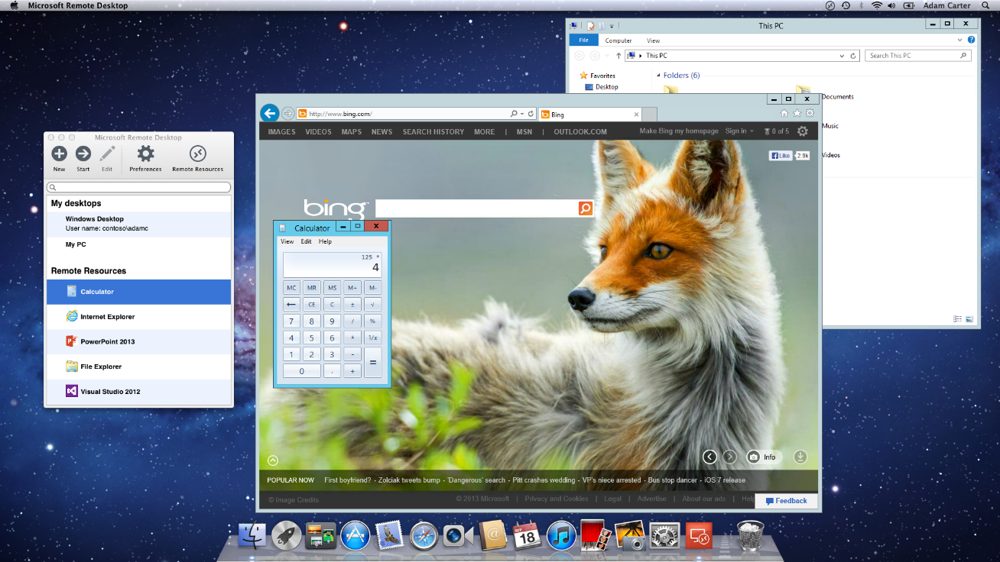 Microsoft Remote Desktop
Adam Carter
This PC
File Computer View
This PC
Search This PC
Favorites
Desktop
Folders (6)
Documents
Music
Videos
http://www.bing.com/
Bing
IMAGES VIDEOS MAPS NEWS SEARCH HISTORY MORE | MSN | OUTLOOK.COM
Make Bing my homepage Sign in 0 of 5
Like 2.9k
bing
Microsoft Remote Desktop
New Start Edit Preferences Remote Resources
My desktops
Windows Desktop
User name: contoso\adamc
My PC
Remote Resources
Calculator
Internet Explorer
PowerPoint 2013
File Explorer
Visual Studio 2012
Calculator
View Edit Help
125 *
4
MC MR MS M+ M-
← CE C ± √
7 8 9 / %
4 5 6 * 1/x
1 2 3 - =
0 . +
Info
POPULAR NOW First boyfriend? · Zolciak tweets bump · 'Dangerous' search · Pitt crashes wedding · VP's niece arrested · Bus stop dancer · iOS 7 release
© Image Credits
© 2013 Microsoft | Privacy and Cookies | Legal | Advertise | About our ads | Help
Feedback
SEP
18